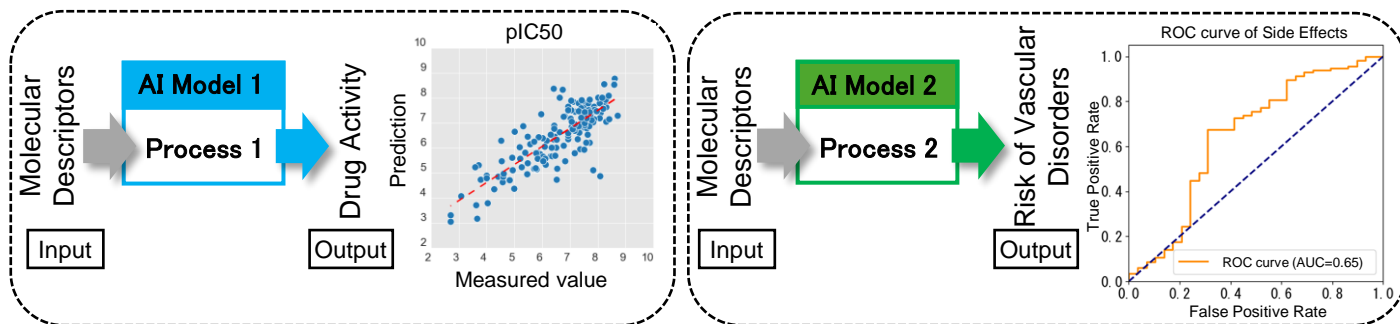 Molecular
Descriptors
Input
AI Model 1
Process 1
Drug Activity
Output
pIC50
Prediction
10
9
8
7
6
5
4
3
2
2
3
4
5
6
7
8
9
10
Measured value
Molecular
Descriptors
Input
AI Model 2
Process 2
Risk of Vascular
Disorders
Output
ROC curve of Side Effects
True Positive Rate
1.0
0.8
0.6
0.4
0.2
0.0
ROC curve (AUC=0.65)
0.0
0.2
0.4
0.6
0.8
1.0
False Positive Rate